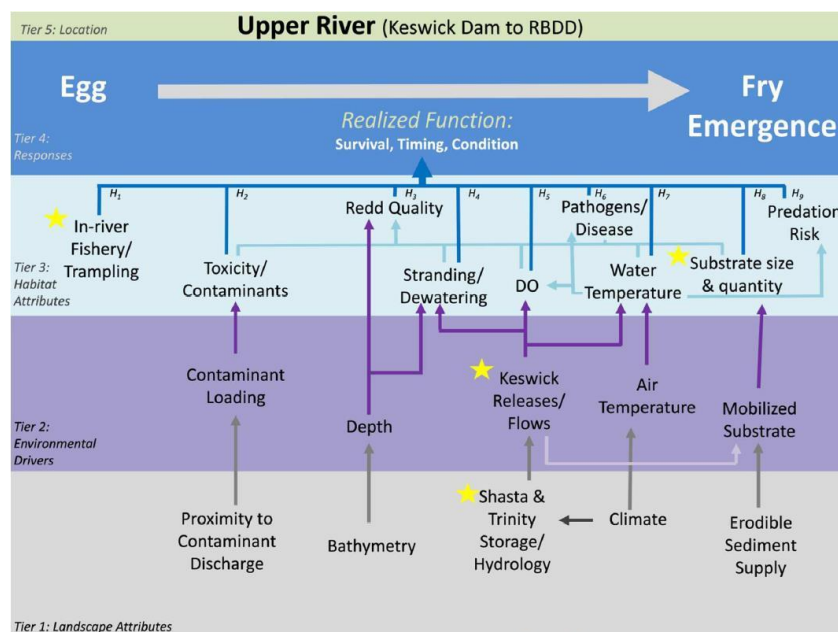 Tier 5: Location
Upper River (Keswick Dam to RBDD)
Egg
Fry
Emergence
Realized Function:
Survival, Timing, Condition
Tier 4:
Responses
H1
H2
H3
H4
H5
H6
H7
H8
H9
In-river
Fishery/
Trampling
Toxicity/
Contaminants
Redd Quality
Stranding/
Dewatering
DO
Pathogens/
Disease
Water
Temperature
Substrate size
& quantity
Predation
Risk
Tier 3:
Habitat
Attributes
Contaminant
Loading
Depth
Keswick
Releases/
Flows
Air
Temperature
Mobilized
Substrate
Tier 2:
Environmental
Drivers
Proximity to
Contaminant
Discharge
Bathymetry
Shasta &
Trinity
Storage/
Hydrology
Climate
Erodible
Sediment
Supply
Tier 1: Landscape Attributes